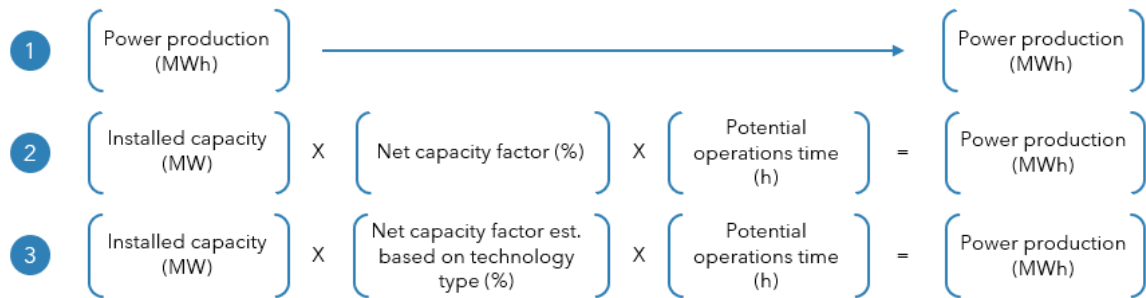 1
Power production
(MWh)
Power production
(MWh)
2
Installed capacity
(MW)
X
Net capacity factor (%)
X
Potential
operations time
(h)
=
Power production
(MWh)
3
Installed capacity
(MW)
X
Net capacity factor est.
based on technology
type (%)
X
Potential
operations time
(h)
=
Power production
(MWh)